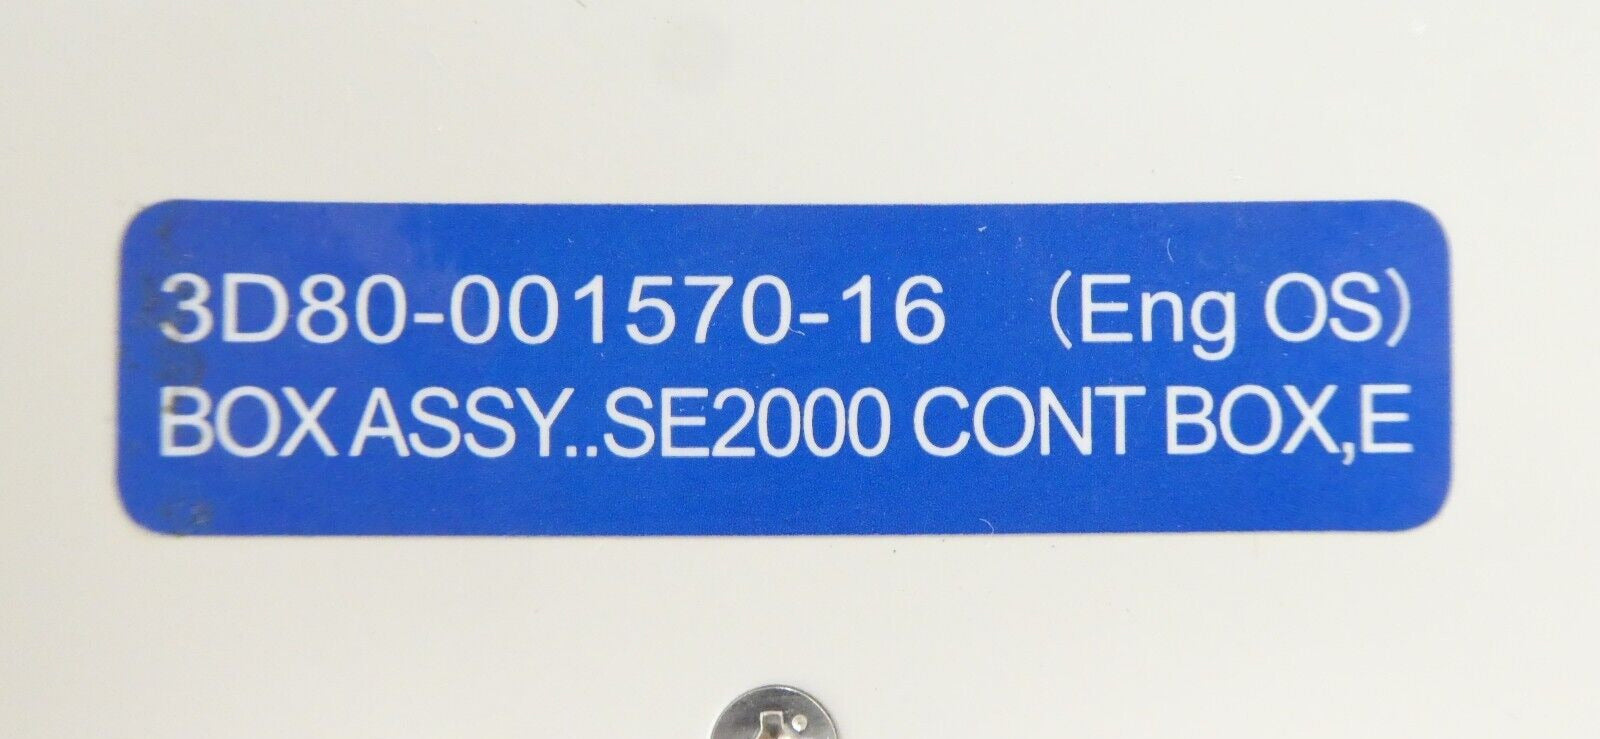 3D80-001570-16 (Eng OS)
BOX ASSY..SE2000 CONT BOX,E